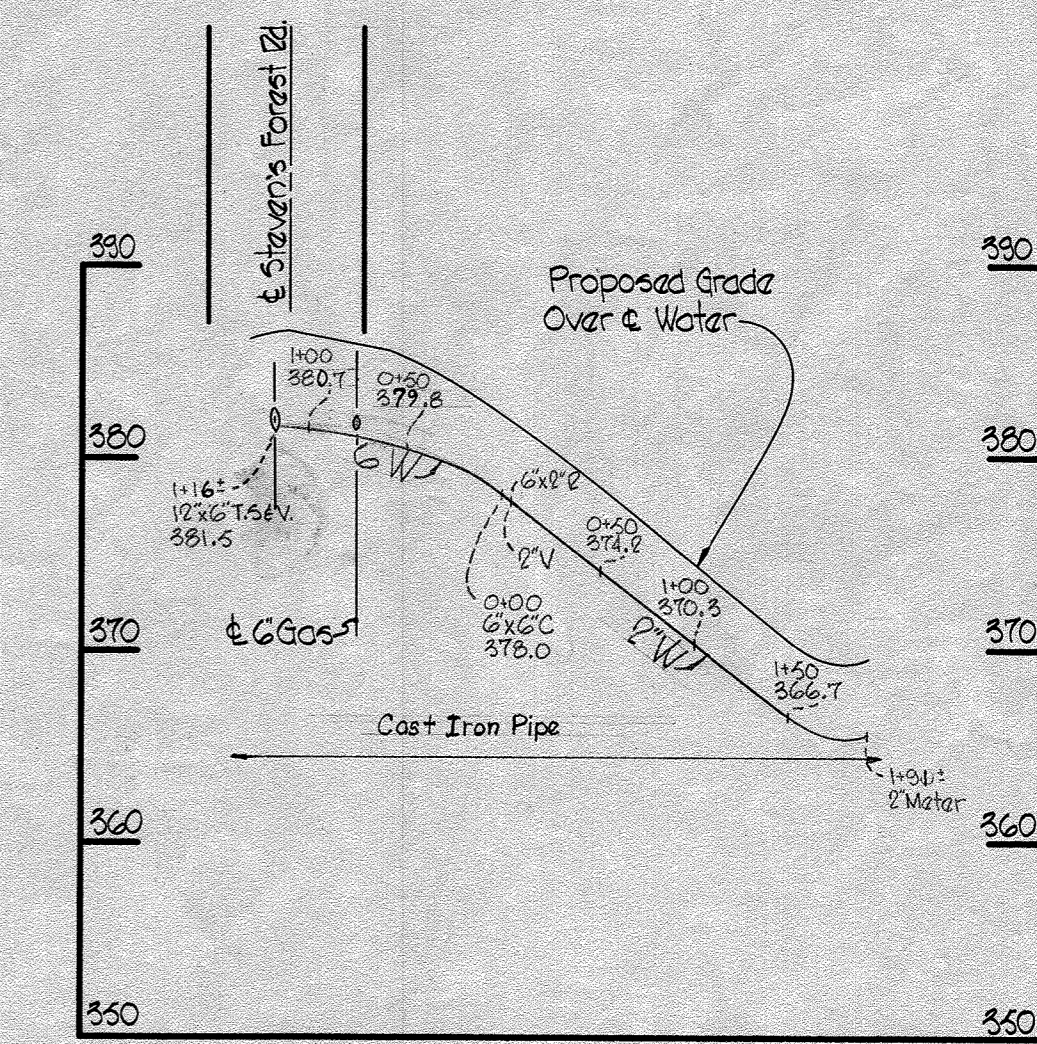 ℄ Steven's Forest Rd.
390
390
Proposed Grade
Over ℄ Water
1+00
380.7
0+50
379.8
380
380
6"W
6"x2"R
1+16±
12"x6"T.S&V.
381.5
0+50
374.2
2"V
1+00
370.3
0+00
6"x6"C
378.0
℄ 6"Gas
370
370
2"W
1+50
366.7
Cast Iron Pipe
2"Meter
360
360
350
350